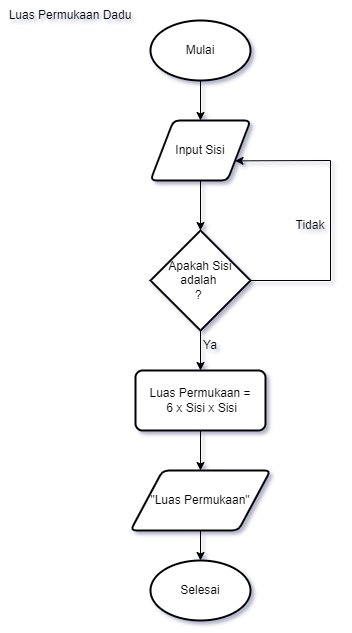 Luas Permukaan Dadu
Mulai
Input Sisi
Tidak
Apakah Sisi
adalah
?
Ya
Luas Permukaan =
6 x Sisi x Sisi
"Luas Permukaan"
Selesai